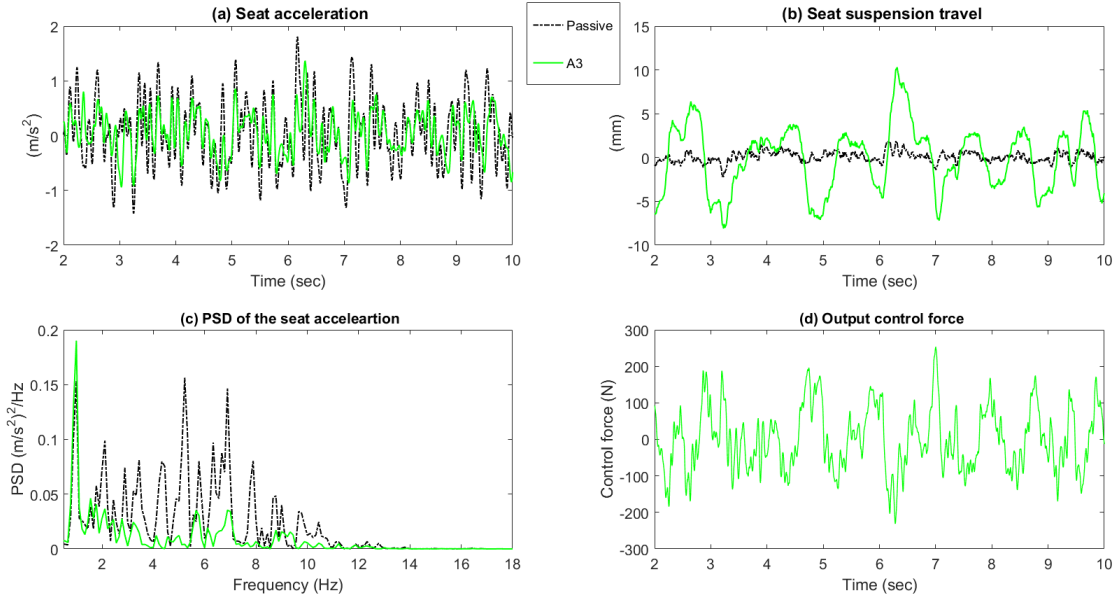 (a) Seat acceleration
2
1
0
-1
-2
(m/s²)
2 3 4 5 6 7 8 9 10
Time (sec)
Passive
A3
(b) Seat suspension travel
15
10
5
0
-5
-10
(mm)
2 3 4 5 6 7 8 9 10
Time (sec)
(c) PSD of the seat acceleartion
0.2
0.15
0.1
0.05
0
PSD (m/s²)²/Hz
2 4 6 8 10 12 14 16 18
Frequency (Hz)
(d) Output control force
300
200
100
0
-100
-200
-300
Control force (N)
2 3 4 5 6 7 8 9 10
Time (sec)